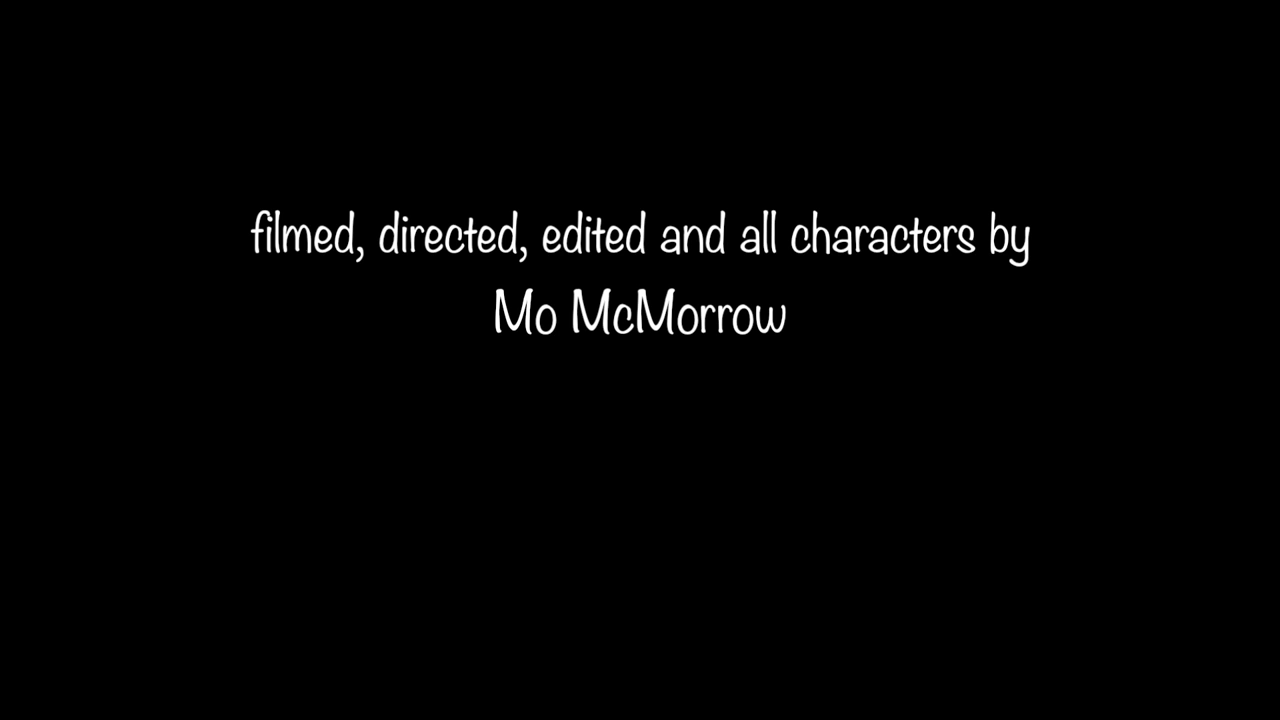 filmed, directed, edited and all characters by
Mo McMorrow